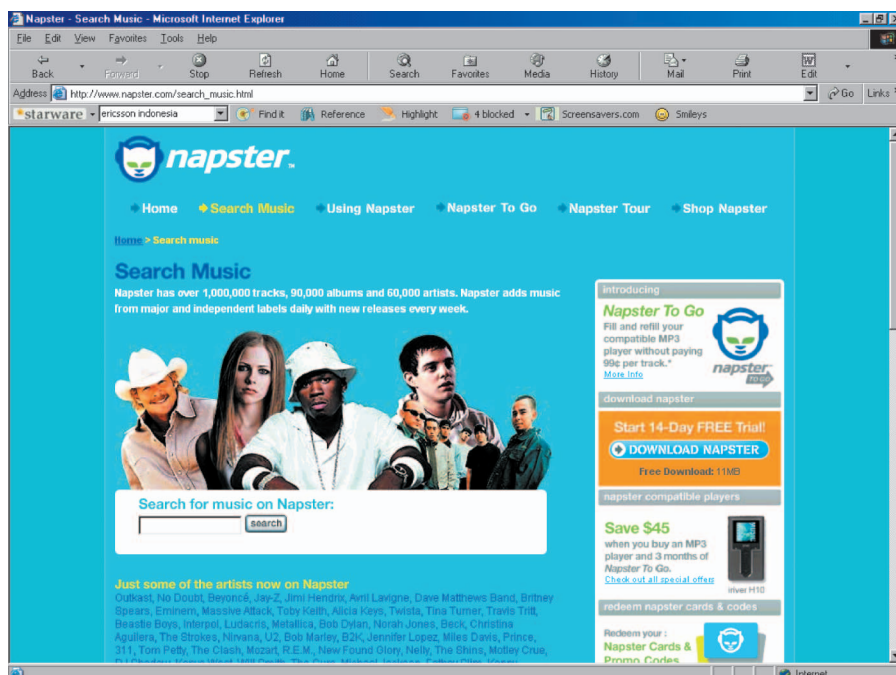 Napster - Search Music - Microsoft Internet Explorer
File Edit View Favorites Tools Help
Back Forward Stop Refresh Home Search Favorites Media History Mail Print Edit
Address http://www.napster.com/search_music.html Go Links
starware ericsson indonesia Find it Reference Highlight 4 blocked Screensavers.com Smileys
napster
Home Search Music Using Napster Napster To Go Napster Tour Shop Napster
Home > Search music
Search Music
Napster has over 1,000,000 tracks, 90,000 albums and 60,000 artists. Napster adds music
from major and independent labels daily with new releases every week.
Search for music on Napster:
search
Just some of the artists now on Napster
Outkast, No Doubt, Beyoncé, Jay-Z, Jimi Hendrix, Avril Lavigne, Dave Matthews Band, Britney
Spears, Eminem, Massive Attack, Toby Keith, Alicia Keys, Twista, Tina Turner, Travis Tritt,
Beastie Boys, Interpol, Ludacris, Metallica, Bob Dylan, Norah Jones, Beck, Christina
Aguilera, The Strokes, Nirvana, U2, Bob Marley, B2K, Jennifer Lopez, Miles Davis, Prince,
311, Tom Petty, The Clash, Mozart, R.E.M., New Found Glory, Nelly, The Shins, Motley Crue,
DJ Shadow, Kanye West, Will Smith, The Cure, Michael Jackson, Fatboy Slim,
introducing
Napster To Go
Fill and refill your
compatible MP3
player without paying
99¢ per track.*
More Info
napster
TO GO
download napster
Start 14-Day FREE Trial!
DOWNLOAD NAPSTER
Free Download: 11MB
napster compatible players
Save $45
when you buy an MP3
player and 3 months of
Napster To Go.
Check out all special offers
iriver H10
redeem napster cards & codes
Redeem your :
Napster Cards &
Promo Codes
Internet